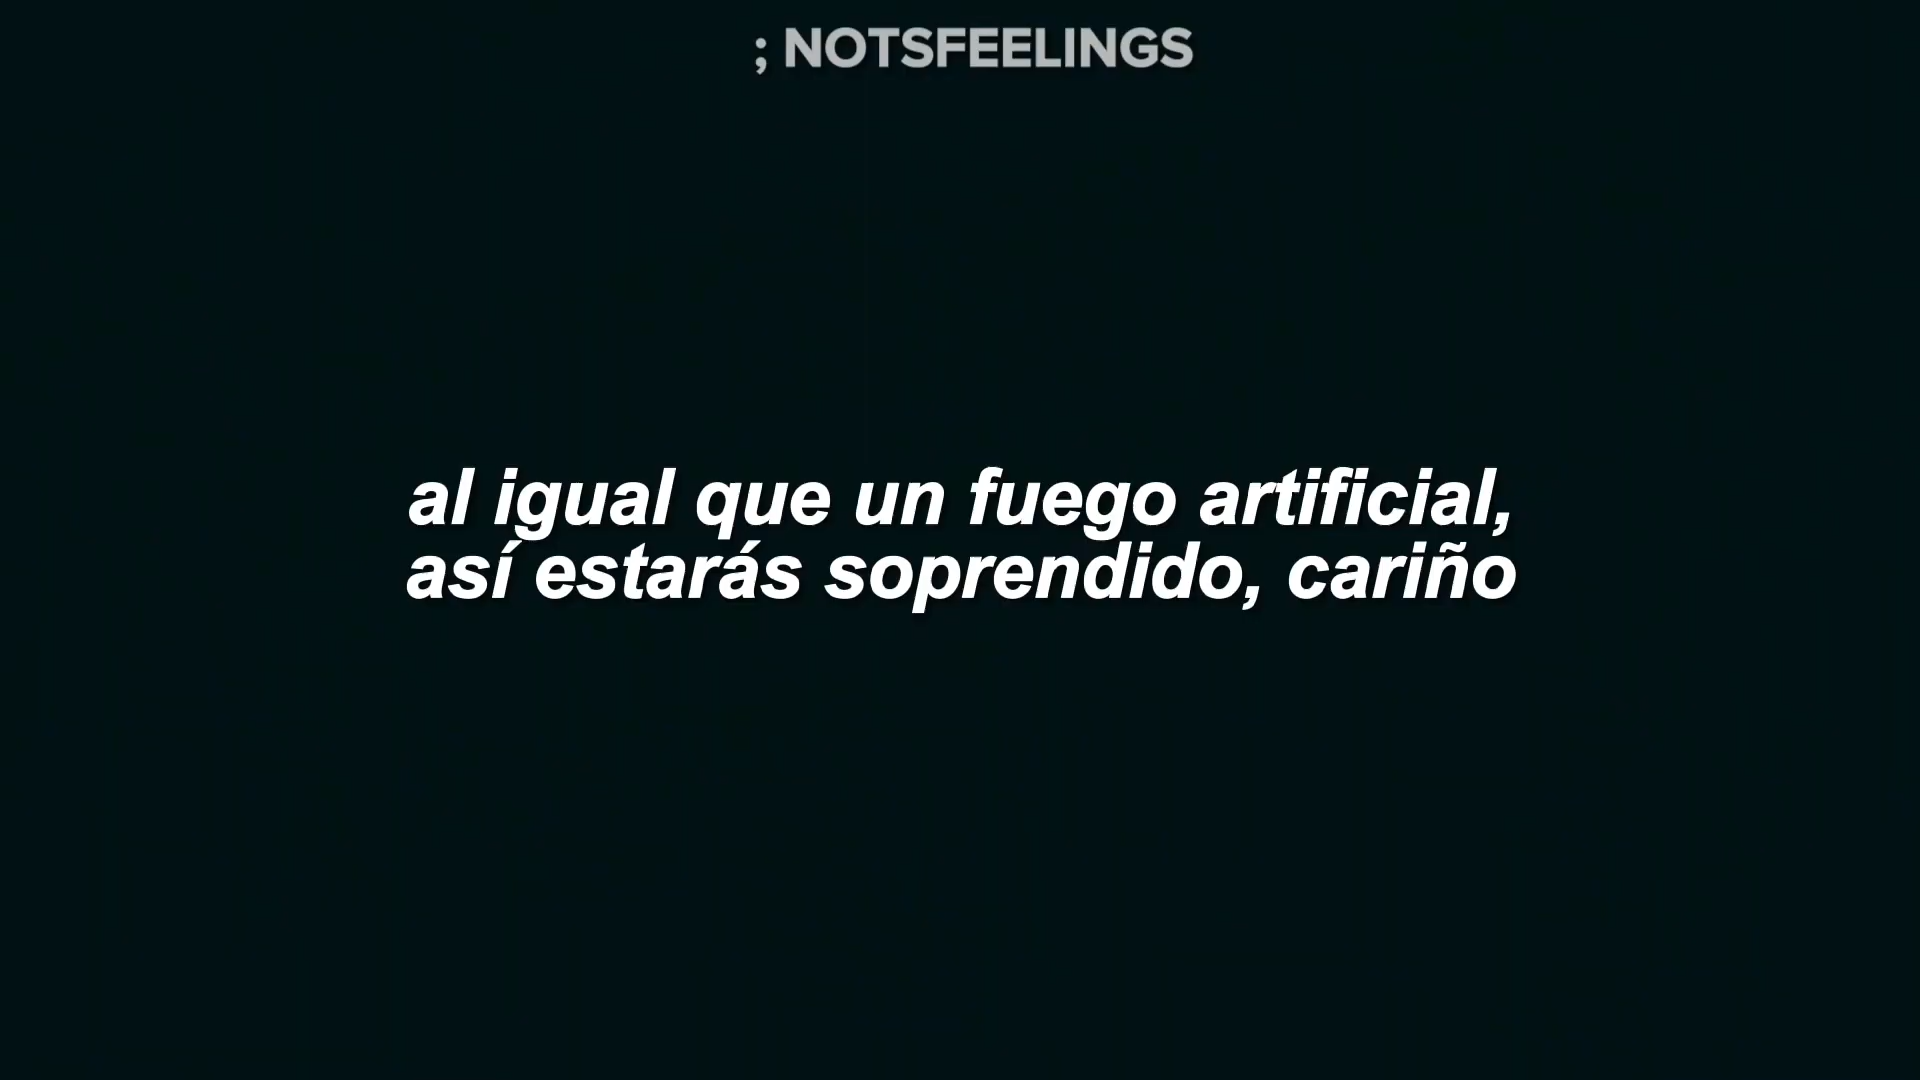 ; NOTSFEELINGS
al igual que un fuego artificial,
así estarás soprendido, cariño